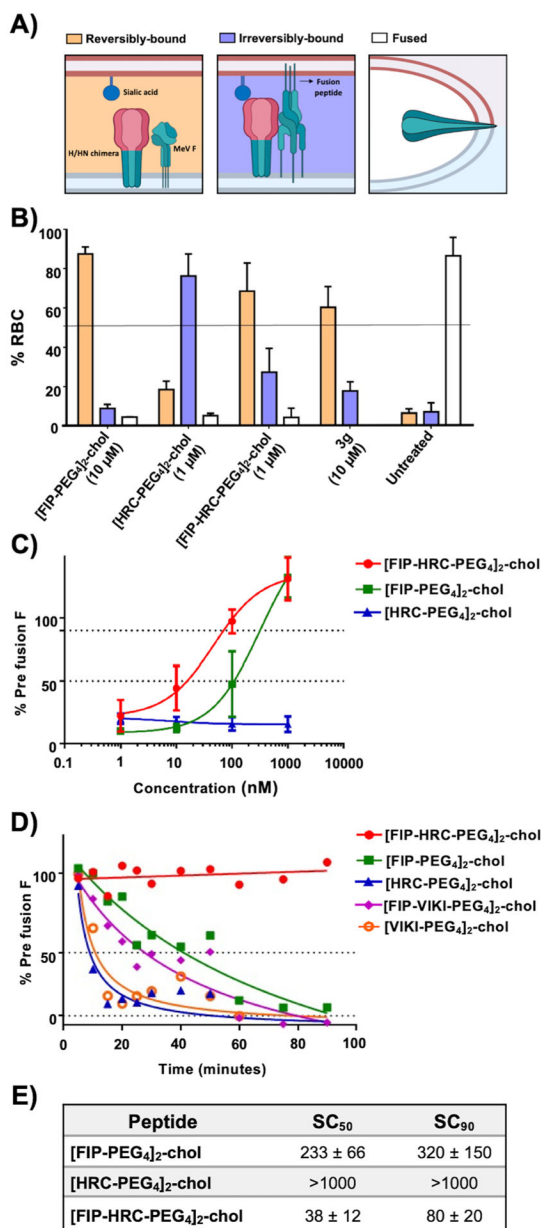 A)
Reversibly-bound Irreversibly-bound Fused
Sialic acid
H/HN chimera
MeV F
Fusion
peptide
B)
100
80
60
40
20
0
% RBC
[FIP-PEG₄]₂-chol
(10 µM)
[HRC-PEG₄]₂-chol
(1 µM)
[FIP-HRC-PEG₄]₂-chol
(1 µM)
3g
(10 µM)
Untreated
C)
% Pre fusion F
100
50
0
0.1 1 10 100 1000 10000
Concentration (nM)
[FIP-HRC-PEG₄]₂-chol
[FIP-PEG₄]₂-chol
[HRC-PEG₄]₂-chol
D)
% Pre fusion F
100
50
0
0 20 40 60 80 100
Time (minutes)
[FIP-HRC-PEG₄]₂-chol
[FIP-PEG₄]₂-chol
[HRC-PEG₄]₂-chol
[FIP-VIKI-PEG₄]₂-chol
[VIKI-PEG₄]₂-chol
E)
Peptide SC₅₀ SC₉₀
[FIP-PEG₄]₂-chol 233 ± 66 320 ± 150
[HRC-PEG₄]₂-chol >1000 >1000
[FIP-HRC-PEG₄]₂-chol 38 ± 12 80 ± 20